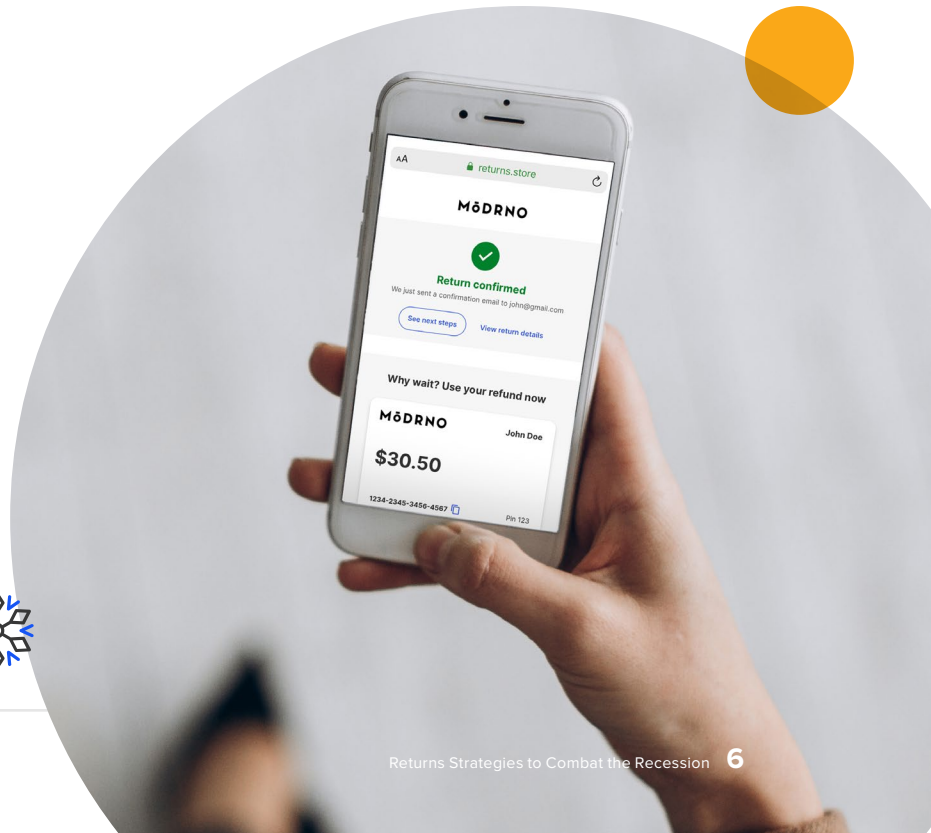 AA
returns.store
MōDRNO
Return confirmed
We just sent a confirmation email to john@gmail.com
See next steps
View return details
Why wait? Use your refund now
MōDRNO
John Doe
$30.50
1234-2345-3456-4567
Pin 123
Returns Strategies to Combat the Recession 6